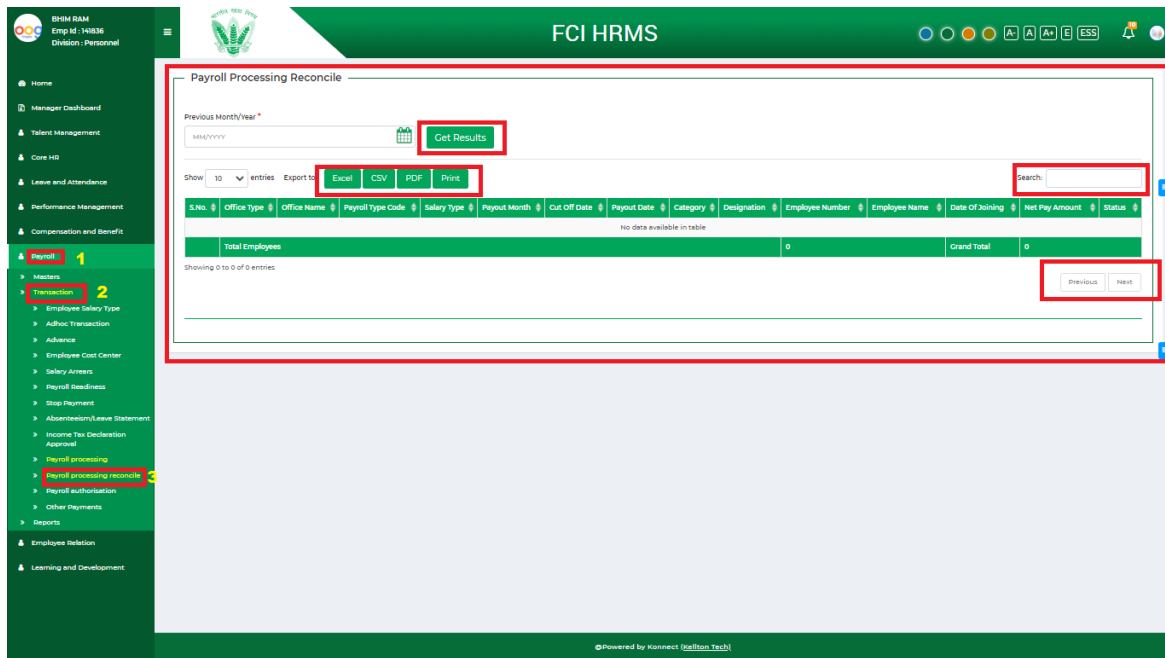 BHIM RAM
Emp Id : 141836
Division : Personnel
FCI HRMS
A- A A+ E ESS
10
Home
Manager Dashboard
Talent Management
Core HR
Leave and Attendance
Performance Management
Compensation and Benefit
Payroll 1
Masters
Transaction 2
Employee Salary Type
Adhoc Transaction
Advance
Employee Cost Center
Salary Arrears
Payroll Readiness
Stop Payment
Absenteeism/Leave Statement
Income Tax Declaration
Approval
Payroll processing
Payroll processing reconcile 3
Payroll authorisation
Other Payments
Reports
Employee Relation
Learning and Development
Payroll Processing Reconcile
Previous Month/Year *
MM/YYYY Get Results
Show 10 entries Export to Excel CSV PDF Print Search:
S.No. Office Type Office Name Payroll Type Code Salary Type Payout Month Cut Off Date Payout Date Category Designation Employee Number Employee Name Date Of Joining Net Pay Amount Status
No data available in table
Total Employees 0 Grand Total 0
Showing 0 to 0 of 0 entries
Previous Next
@Powered by Konnect (Kellton Tech)